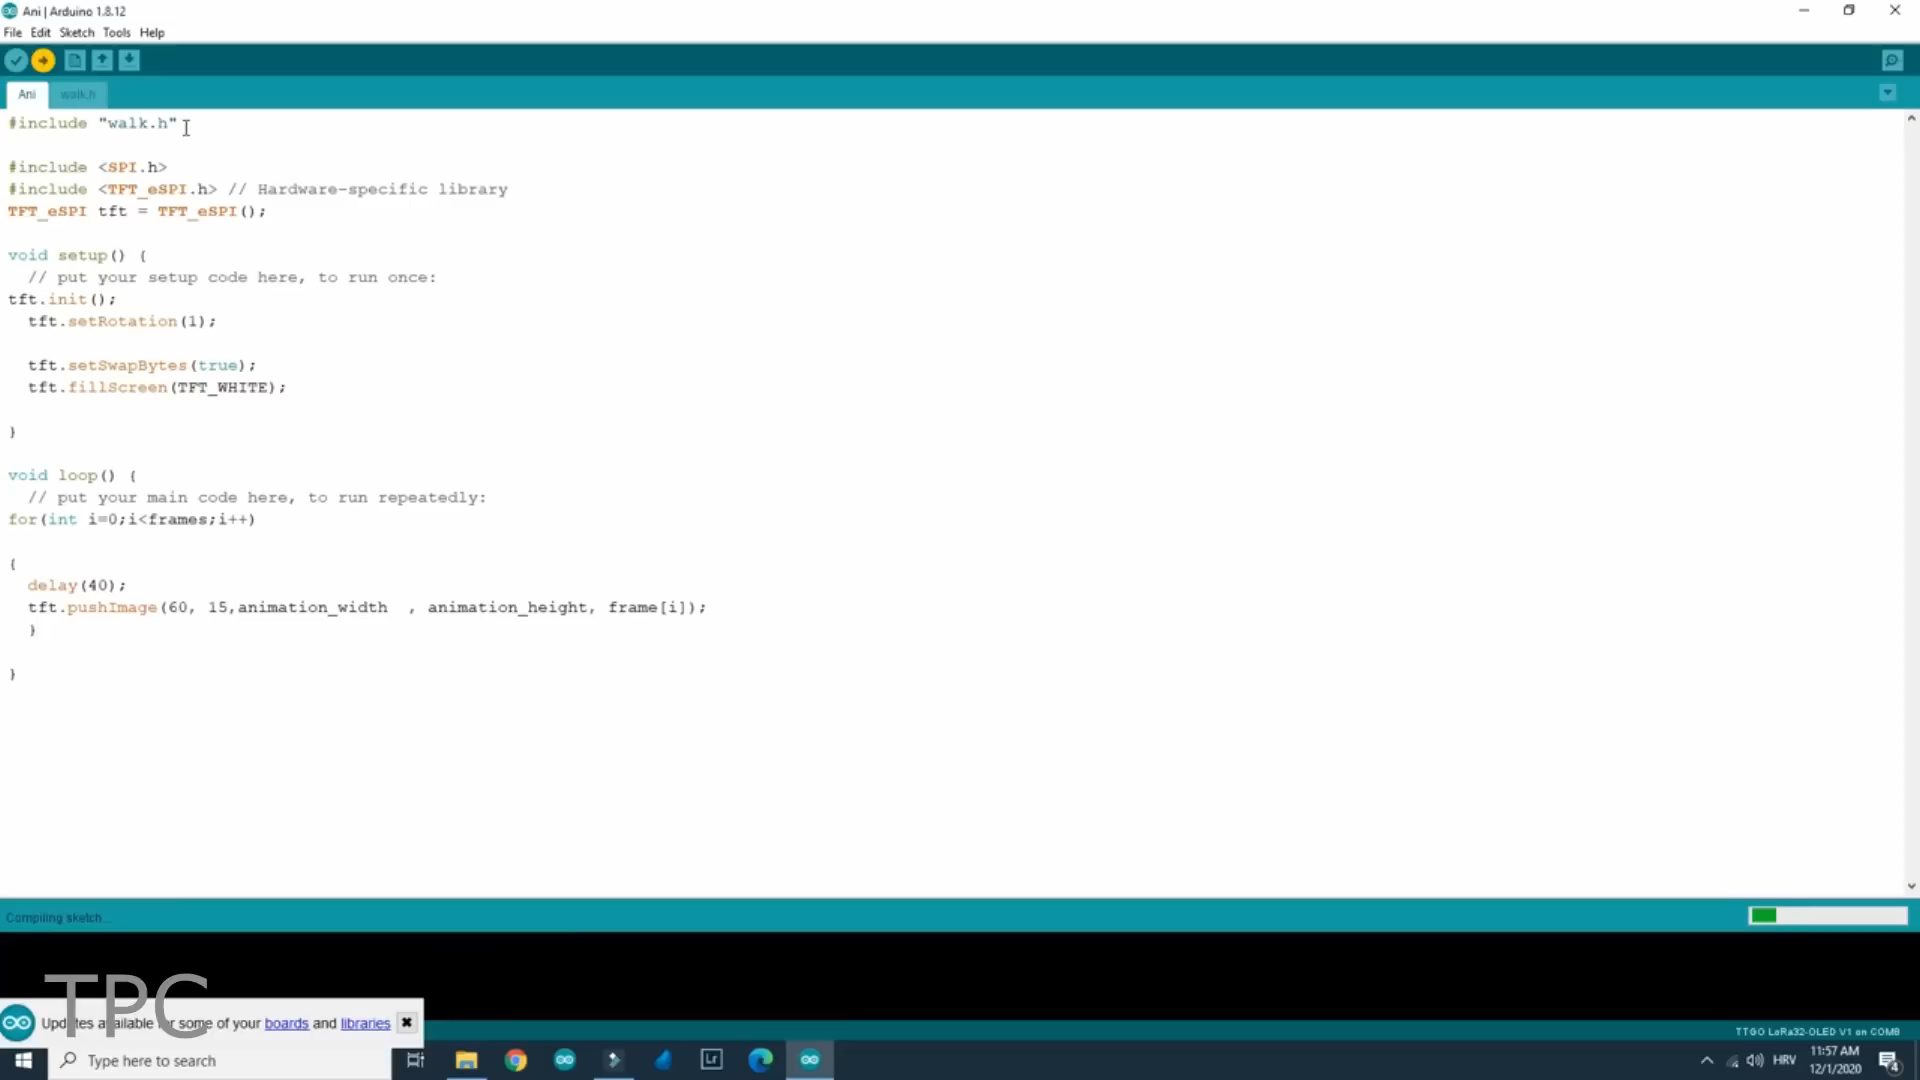 Ani | Arduino 1.8.12
File Edit Sketch Tools Help
Ani walk.h
#include "walk.h"
#include <SPI.h>
#include <TFT_eSPI.h> // Hardware-specific library
TFT_eSPI tft = TFT_eSPI();
void setup() {
// put your setup code here, to run once:
tft.init();
tft.setRotation(1);
tft.setSwapBytes(true);
tft.fillScreen(TFT_WHITE);
}
void loop() {
// put your main code here, to run repeatedly:
for(int i=0;i<frames;i++)
{
delay(40);
tft.pushImage(60, 15,animation_width  , animation_height, frame[i]);
}
}
Compiling sketch...
TPC
Updates available for some of your boards and libraries
TTGO LoRa32-OLED V1 on COM8
Type here to search
Lr
HRV
11:57 AM
12/1/2020
4